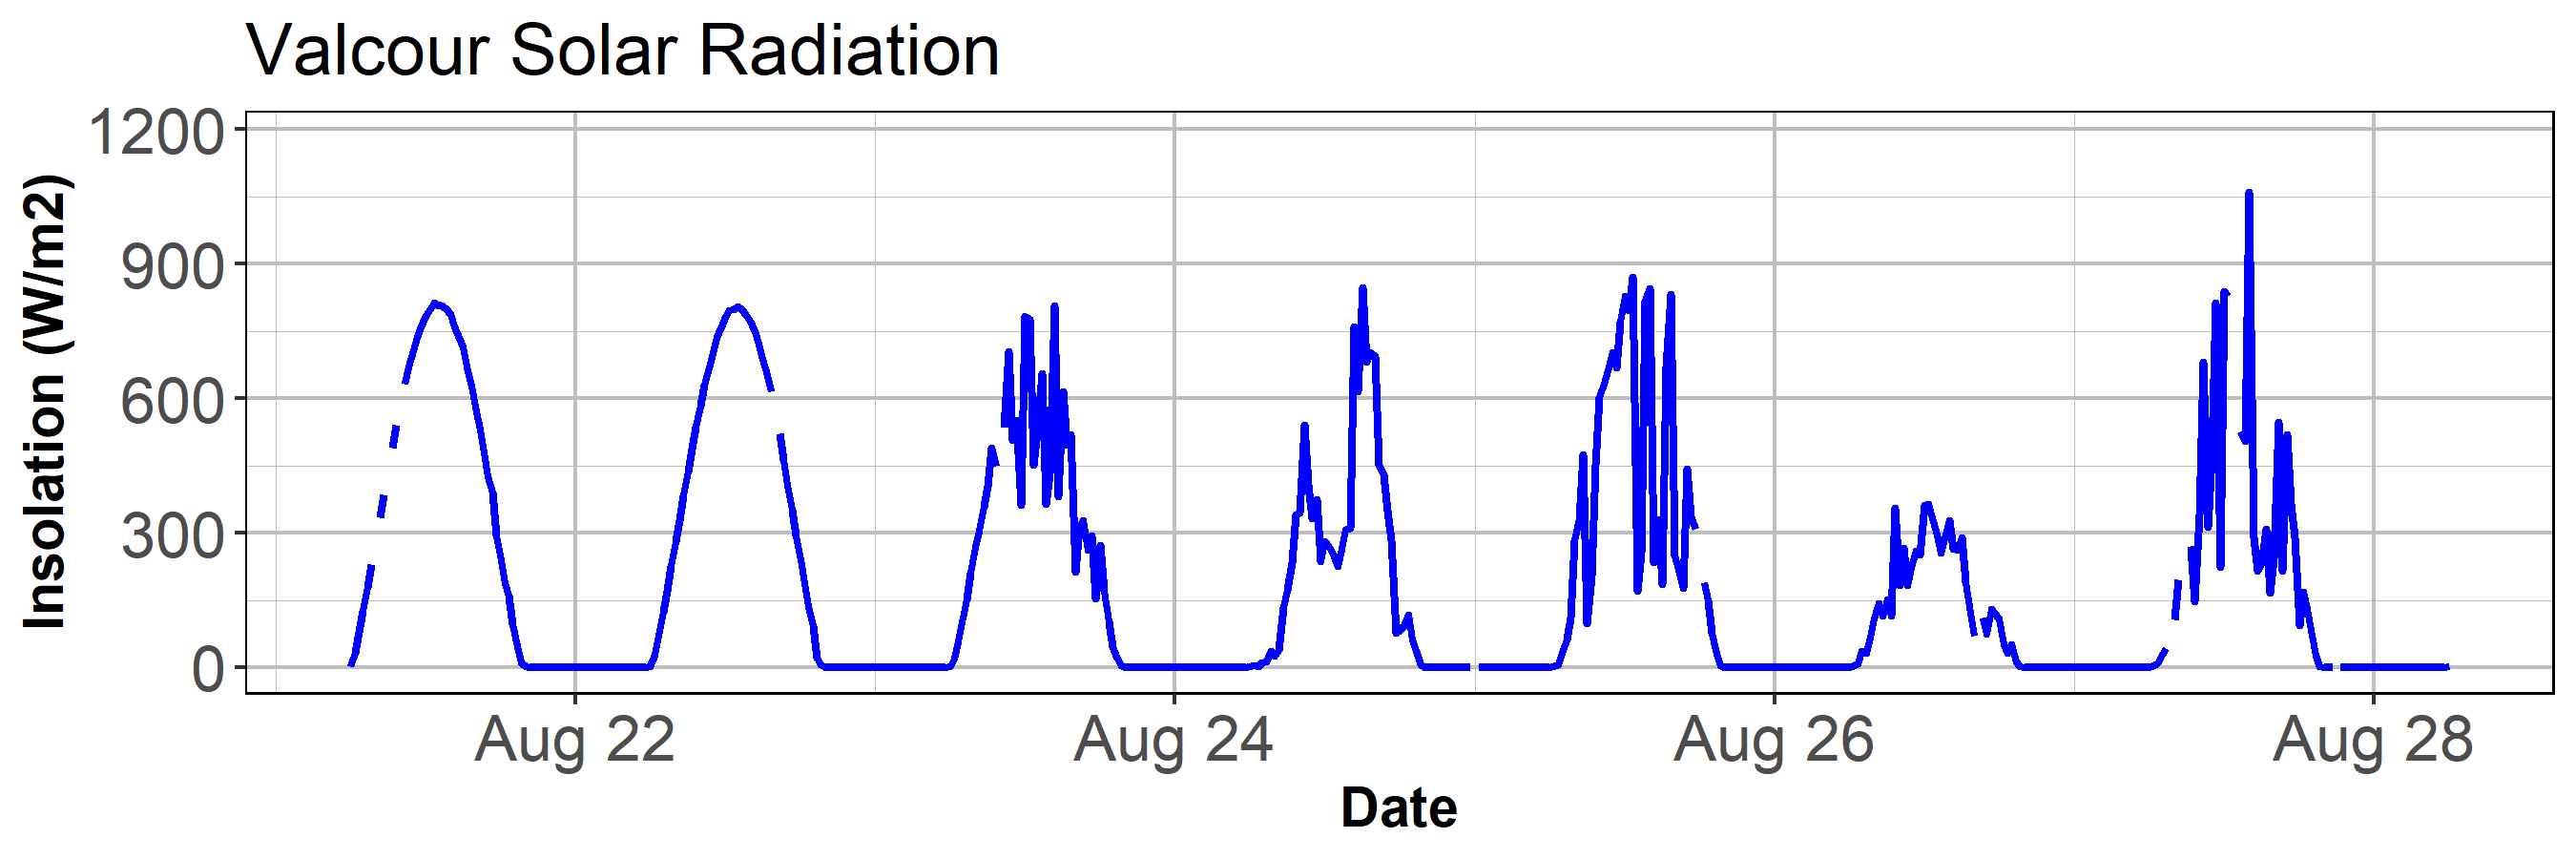 Valcour Solar Radiation
Insolation (W/m2)
1200
900
600
300
0
Aug 22
Aug 24
Aug 26
Aug 28
Date